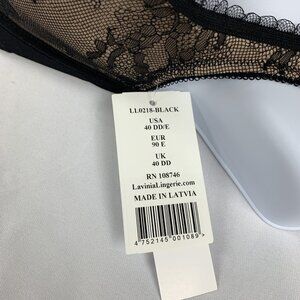 LL0218-BLACK
USA
40 DD/E
EUR
90 E
UK
40 DD
RN 108746
LaviniaLingerie.com
MADE IN LATVIA
4 752145 001089